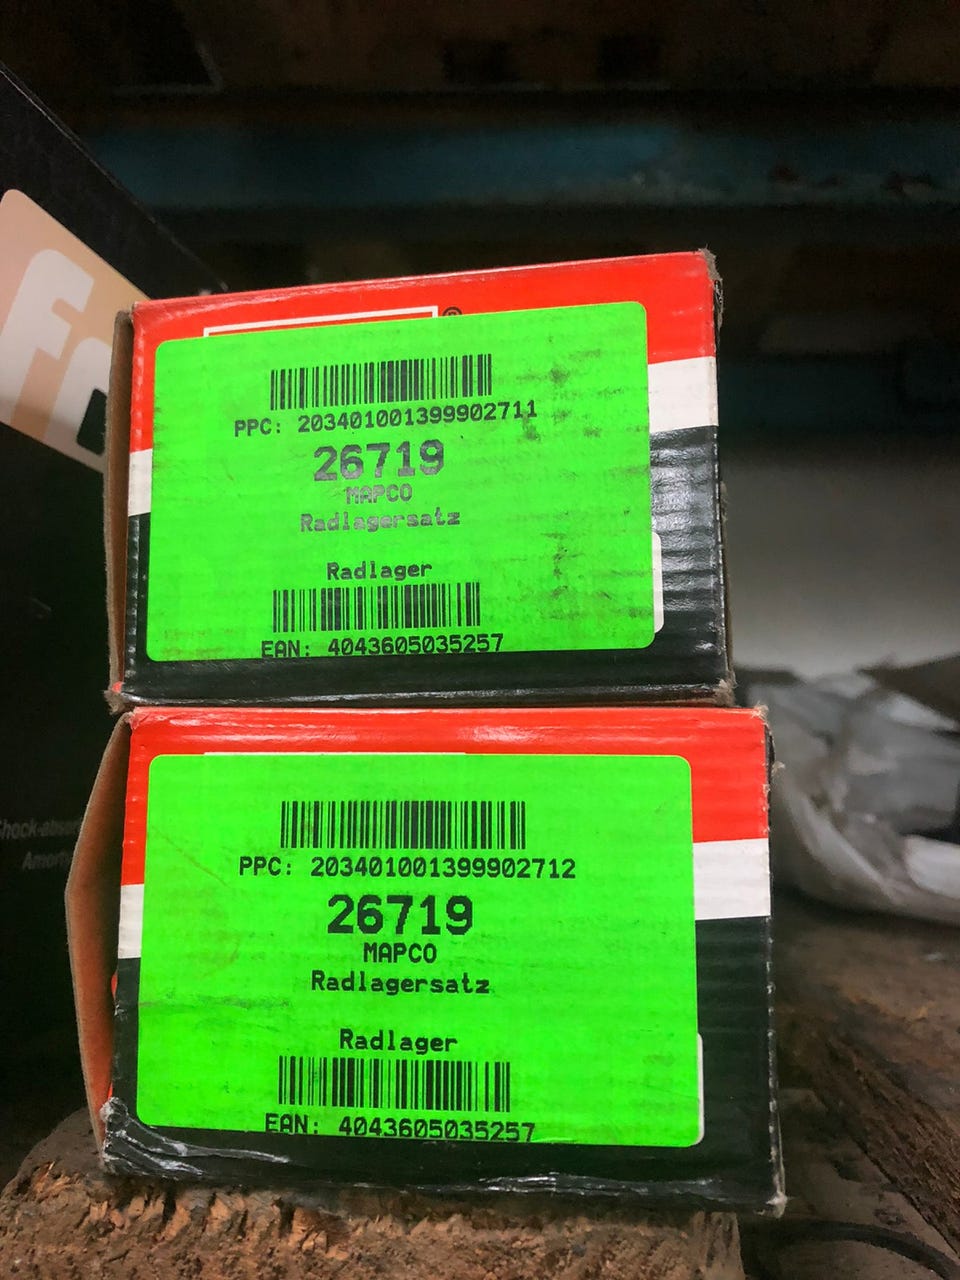 ®
PPC: 203401001399902711
26719
MAPCO
Radlagersatz
Radlager
EAN: 4043605035257
PPC: 203401001399902712
26719
MAPCO
Radlagersatz
Radlager
EAN: 4043605035257